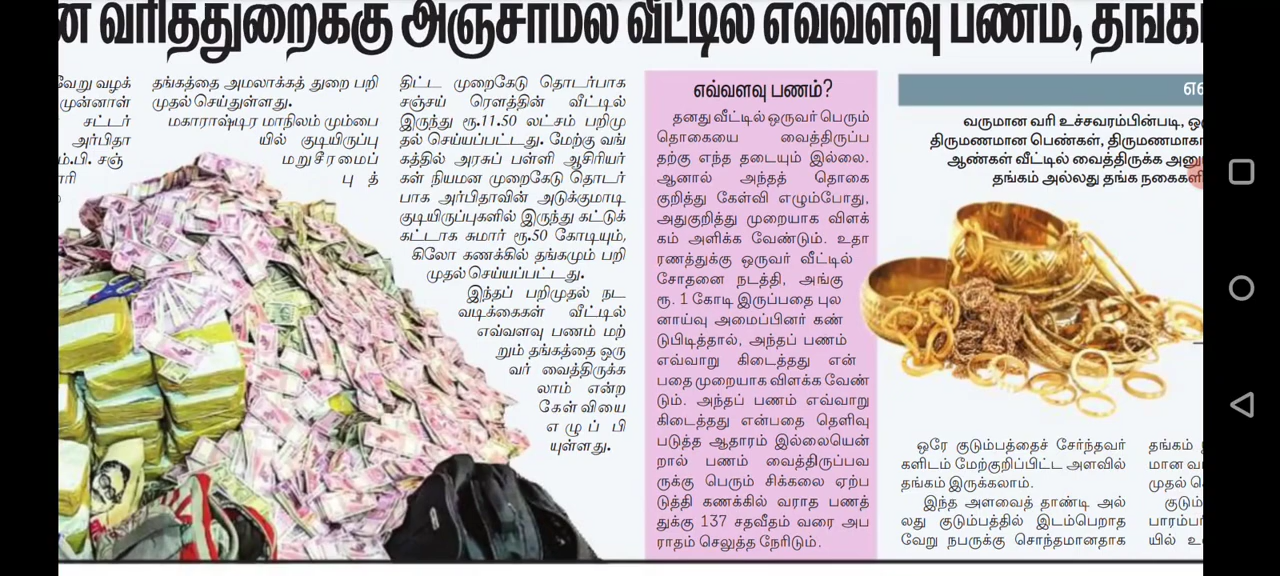 வரித்துறைக்கு அஞ்சாமல் வீட்டில் எவ்வளவு பணம்,
வேறு வழக்
முன்னாள்
சட்டர்
அர்பிதா
ம்.பி. சஞ்
தங்கத்தை அமலாக்கத் துறை பறி
முதல் செய்துள்ளது.
மகாராஷ்டிர மாநிலம் மும்பை
யில் குடியிருப்பு
மறுசீரமைப்
பு த்
திட்ட முறைகேடு தொடர்பாக
சஞ்சய் ரௌத்தின் வீட்டில்
இருந்து ரூ.11.50 லட்சம் பறிமு
தல் செய்யப்பட்டது. மேற்கு வங்
கத்தில் அரசுப் பள்ளி ஆசிரியர்
கள் நியமன முறைகேடு தொடர்
பாக அர்பிதாவின் அடுக்குமாடி
குடியிருப்புகளில் இருந்து கட்டுக்
கட்டாக சுமார் ரூ.50 கோடியும்,
கிலோ கணக்கில் தங்கமும் பறி
முதல் செய்யப்பட்டது.
இந்தப் பறிமுதல் நட
வடிக்கைகள் வீட்டில்
எவ்வளவு பணம் மற்
றும் தங்கத்தை ஒரு
வர் வைத்திருக்க
லாம் என்ற
கேள்வியை
எ ழு ப் பி
யுள்ளது.
எவ்வளவு பணம்?
தனது வீட்டில் ஒருவர் பெரும்
தொகையை வைத்திருப்ப
தற்கு எந்த தடையும் இல்லை.
ஆனால் அந்தத் தொகை
குறித்து கேள்வி எழும்போது,
அதுகுறித்து முறையாக விளக்
கம் அளிக்க வேண்டும். உதா
ரணத்துக்கு ஒருவர் வீட்டில்
சோதனை நடத்தி, அங்கு
ரூ. 1 கோடி இருப்பதை புல
னாய்வு அமைப்பினர் கண்
டுபிடித்தால், அந்தப் பணம்
எவ்வாறு கிடைத்தது என்
பதை முறையாக விளக்க வேண்
டும். அந்தப் பணம் எவ்வாறு
கிடைத்தது என்பதை தெளிவு
படுத்த ஆதாரம் இல்லையென்
றால் பணம் வைத்திருப்பவ
ருக்கு பெரும் சிக்கலை ஏற்ப
டுத்தி கணக்கில் வராத பணத்
துக்கு 137 சதவீதம் வரை அப
ராதம் செலுத்த நேரிடும்.
வருமான வரி உச்சவரம்பின்படி,
திருமணமான பெண்கள், திருமணமாகா
ஆண்கள் வீட்டில் வைத்திருக்க
தங்கம் அல்லது தங்க நகைகளி
ஒரே குடும்பத்தைச் சேர்ந்தவர்
களிடம் மேற்குறிப்பிட்ட அளவில்
தங்கம் இருக்கலாம்.
இந்த அளவைத் தாண்டி அல்
லது குடும்பத்தில் இடம்பெறாத
வேறு நபருக்கு சொந்தமானதாக
தங்கம்
மான
முதல்
குடும்
பாரம்பர்
யில்